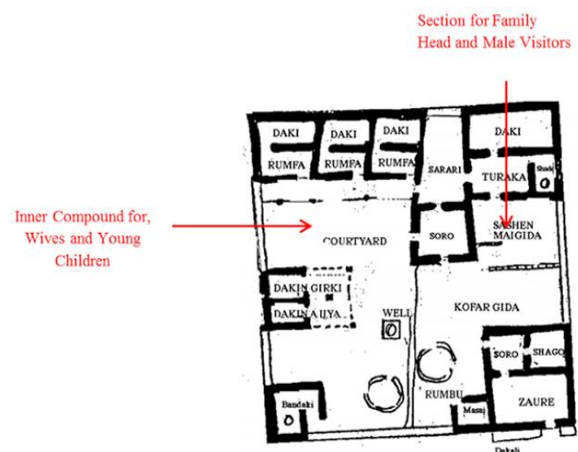 Section for Family
Head and Male Visitors
DAKI
DAKI
DAKI
DAKI
RUMFA
RUMFA
RUMFA
SARARI
TURAKA
Inner Compound for,
Wives and Young
Children
COURTYARD
SORO
SASHEN
MAIGIDA
DAKIN GIRKI
DAKIN AJIYA
WELL
KOFAR GIDA
SORO
SHAGO
Bandaki
RUMBU
Masai
ZAURE
Dakali